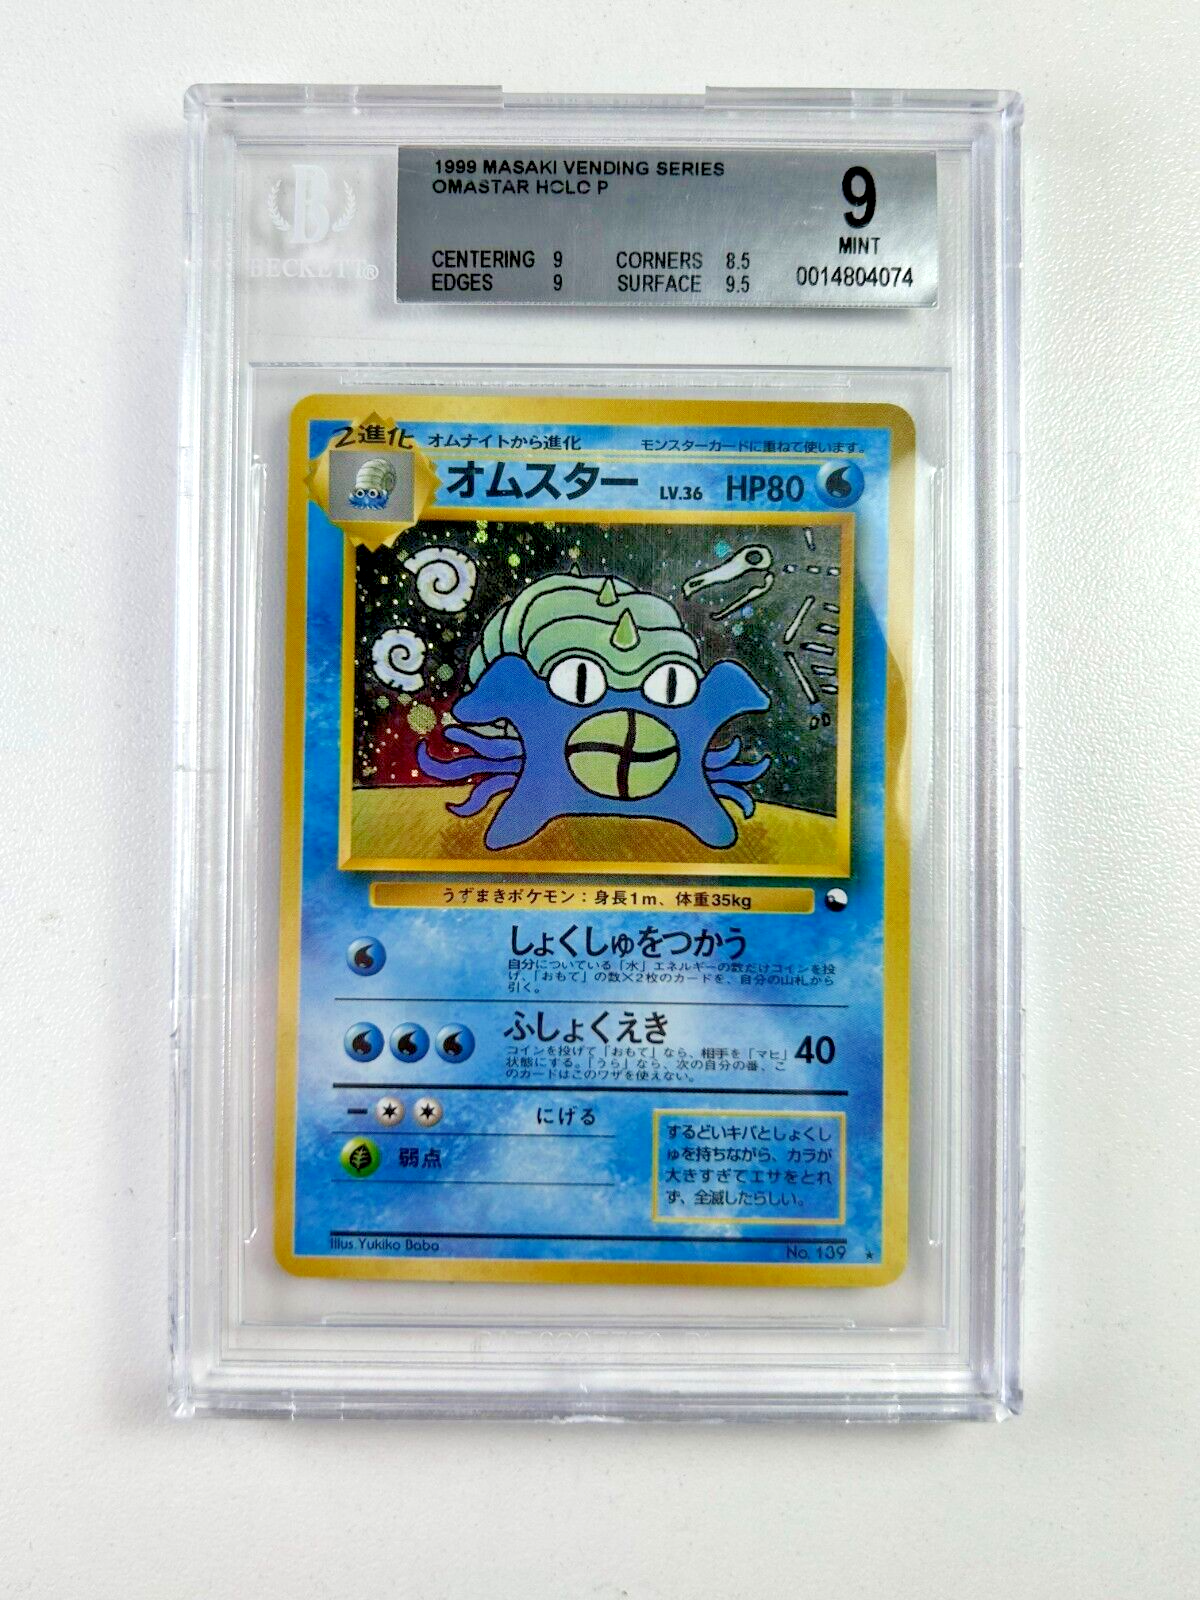 1999 MASAKI VENDING SERIES
OMASTAR HOLO P
9
MINT
CENTERING 9 CORNERS 8.5
EDGES 9 SURFACE 9.5
0014804074
B
BECKETT®
2進化 オムナイトから進化 モンスターカードに重ねて使います。
オムスター LV.36 HP80
うずまきポケモン：身長1m、体重35kg
しょくしゅをつかう
自分についている「水」エネルギーの数だけコインを投
げ、「おもて」の数×2枚のカードを、自分の山札から
引く。
ふしょくえき 40
コインを投げて「おもて」なら、相手を「マヒ」
状態にする。「うら」なら、次の自分の番、こ
のカードはこのワザを使えない。
ー にげる
弱点
するどいキバとしょくし
ゅを持ちながら、カラが
大きすぎてエサをとれ
ず、全滅したらしい。
Illus.Yukiko Baba No. 139 ★